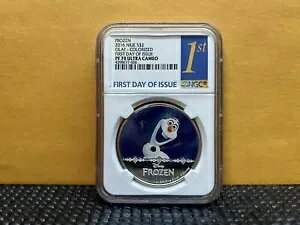 FROZEN
2016 NIUE S$2
OLAF - COLORIZED
FIRST DAY OF ISSUE
PF 70 ULTRA CAMEO
1st
FIRST DAY OF ISSUE
NGC
Disney
FROZEN